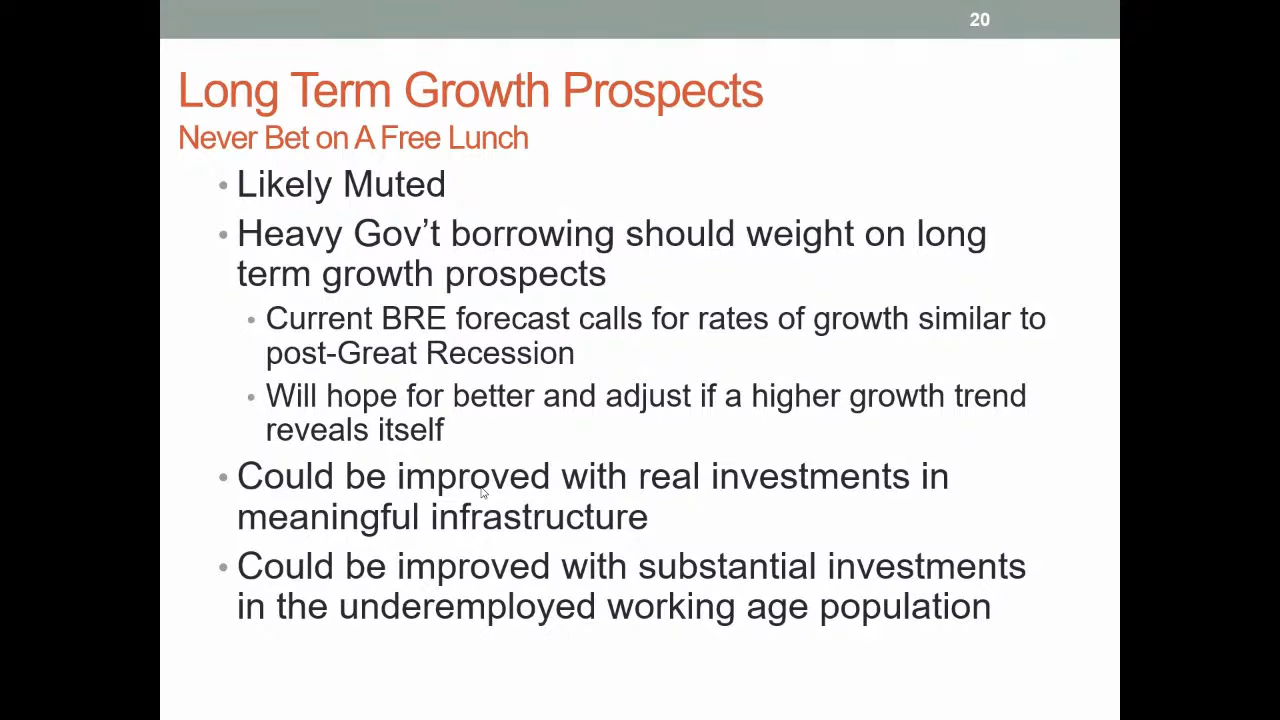 20
Long Term Growth Prospects
Never Bet on A Free Lunch
• Likely Muted
• Heavy Gov’t borrowing should weight on long
term growth prospects
• Current BRE forecast calls for rates of growth similar to
post-Great Recession
• Will hope for better and adjust if a higher growth trend
reveals itself
• Could be improved with real investments in
meaningful infrastructure
• Could be improved with substantial investments
in the underemployed working age population